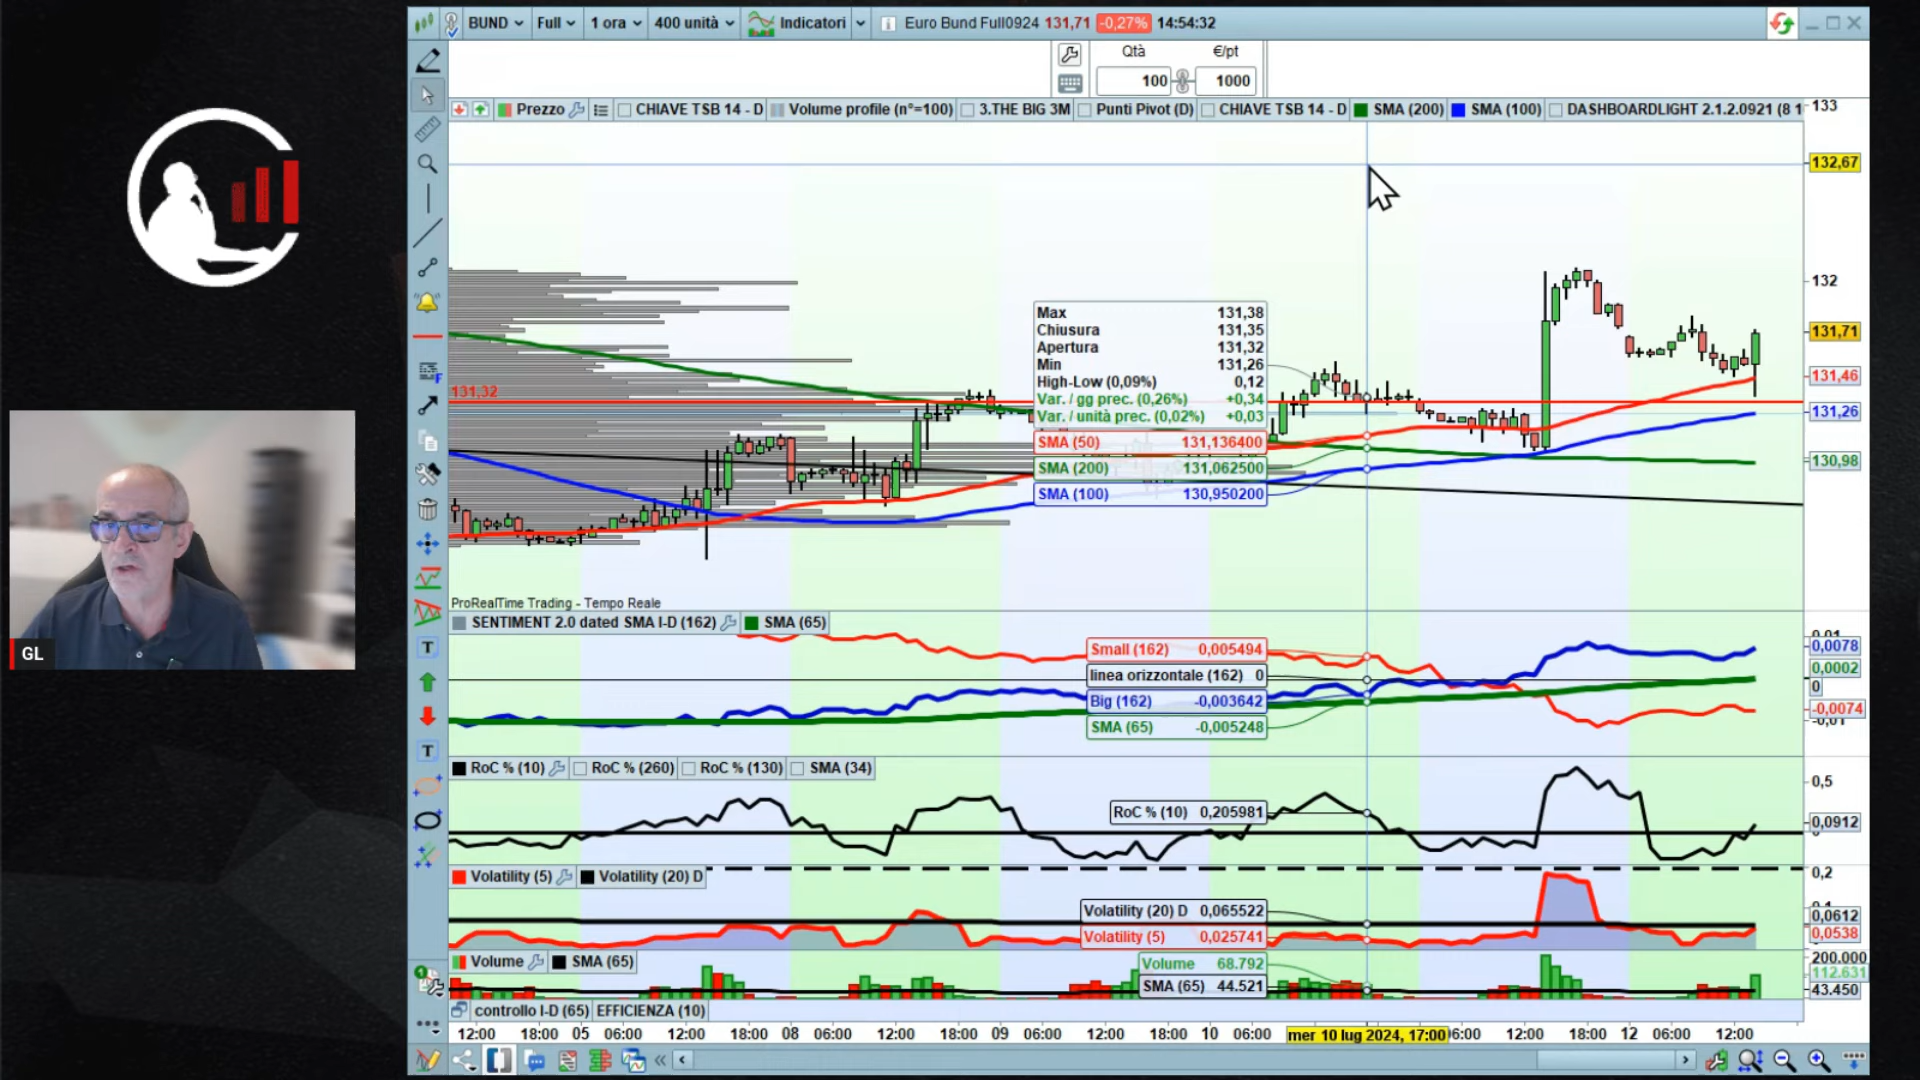 BUND Full 1 ora 400 unità Indicatori Euro Bund Full0924 131,71 -0,27% 14:54:32
Qtà €/pt
100 1000
Prezzo CHIAVE TSB 14 - D Volume profile (n°=100) 3.THE BIG 3M Punti Pivot (D) CHIAVE TSB 14 - D SMA (200) SMA (100) DASHBOARDLIGHT 2.1.2.0921 (8 1
133
132,67
132
131,71
131,46
131,26
130,98
131,32
Max 131,38
Chiusura 131,35
Apertura 131,32
Min 131,26
High-Low (0,09%) 0,12
Var. / gg prec. (0,26%) +0,34
Var. / unità prec. (0,02%) +0,03
SMA (50) 131,136400
SMA (200) 131,062500
SMA (100) 130,950200
ProRealTime Trading - Tempo Reale
SENTIMENT 2.0 dated SMA I-D (162) SMA (65)
Small (162) 0,005494
linea orizzontale (162) 0
Big (162) -0,003642
SMA (65) -0,005248
0,01
0,0078
0,0002
0
-0,0074
-0,01
RoC % (10) RoC % (260) RoC % (130) SMA (34)
RoC % (10) 0,205981
0,5
0,0912
Volatility (5) Volatility (20) D
Volatility (20) D 0,065522
Volatility (5) 0,025741
0,2
0,0612
0,0538
Volume SMA (65)
Volume 68.792
SMA (65) 44.521
200.000
112.631
43.450
controllo I-D (65) EFFICIENZA (10)
12:00 18:00 05 06:00 12:00 18:00 08 06:00 12:00 18:00 09 06:00 12:00 18:00 10 06:00 mer 10 lug 2024, 17:00 06:00 12:00 18:00 12 06:00 12:00
GL